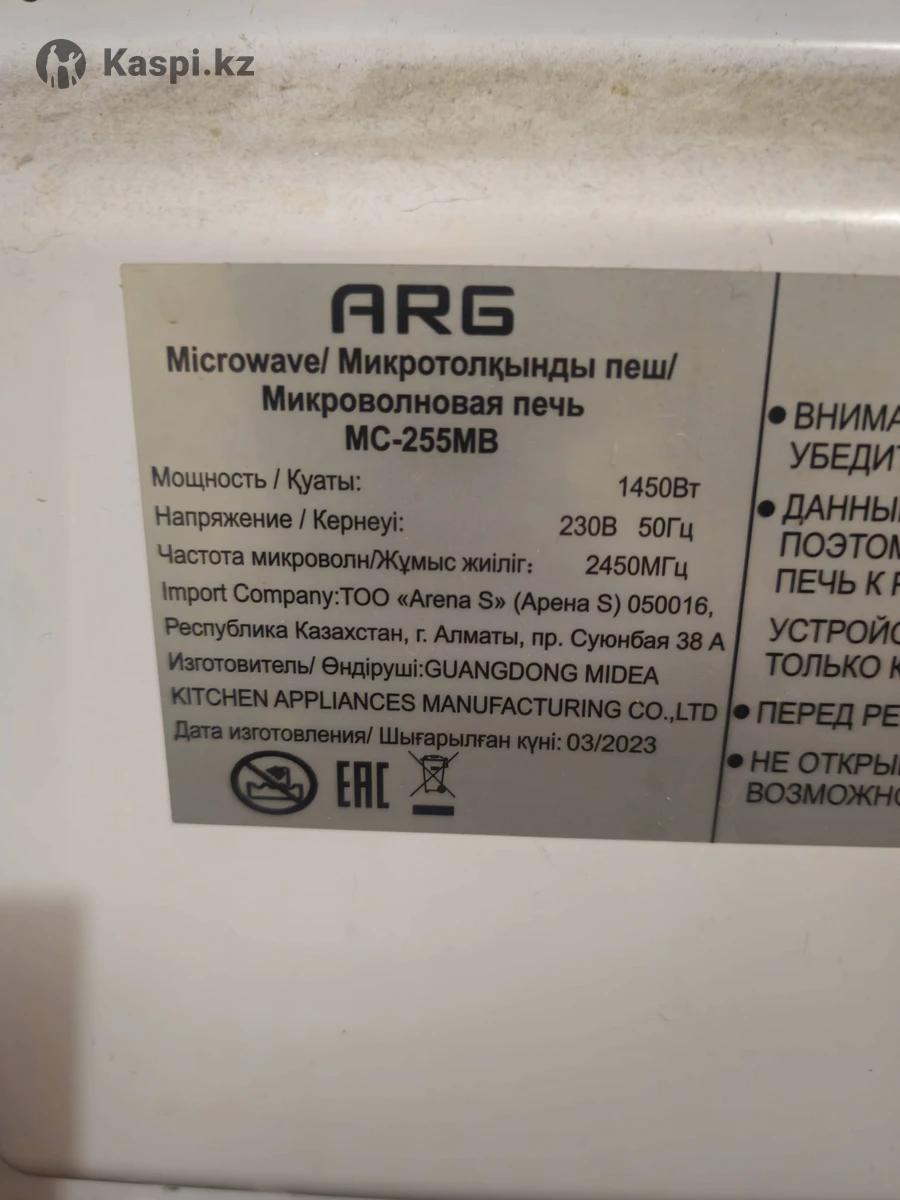 Kaspi.kz
ARG
Microwave/ Микротолқынды пеш/
Микроволновая печь
MC-255MB
Мощность / Қуаты: 1450Вт
Напряжение / Кернеуі: 230В 50Гц
Частота микроволн/Жұмыс жиіліг: 2450МГц
Import Company:ТОО «Arena S» (Арена S) 050016,
Республика Казахстан, г. Алматы, пр. Суюнбая 38 А
Изготовитель/ Өндіруші:GUANGDONG MIDEA
KITCHEN APPLIANCES MANUFACTURING CO.,LTD
Дата изготовления/ Шығарылған күні: 03/2023
EAC
● ВНИМА
УБЕДИТ
● ДАННЫ
ПОЭТОМ
ПЕЧЬ К
УСТРОЙС
ТОЛЬКО К
● ПЕРЕД РЕ
● НЕ ОТКРЫ
ВОЗМОЖНО